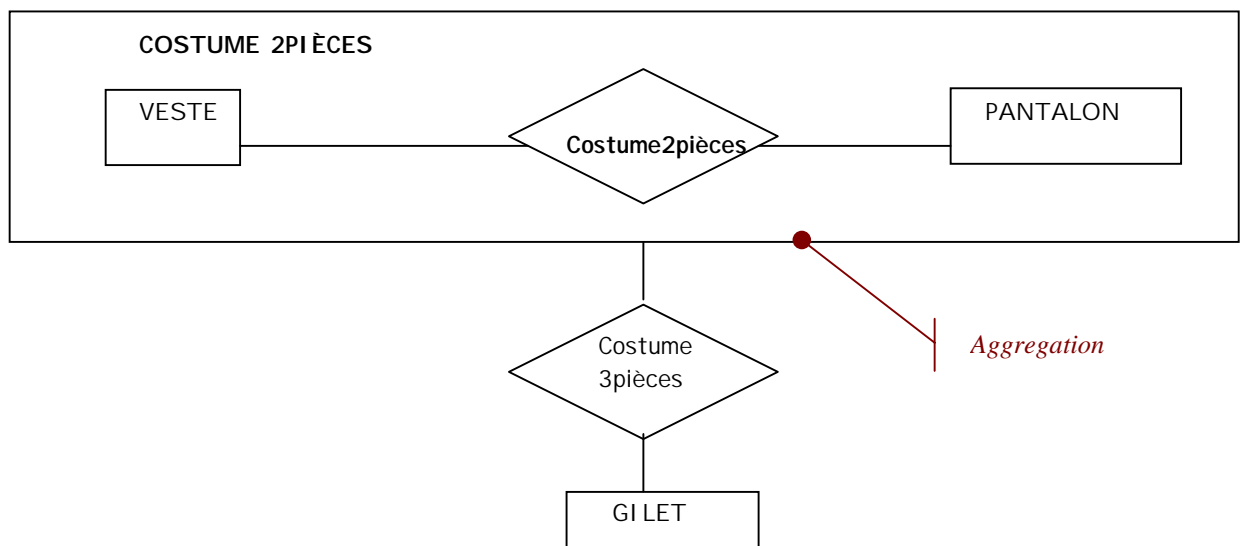 COSTUME 2PIÈCES
VESTE
Costume2pièces
PANTALON
Costume
3pièces
Aggregation
GILET